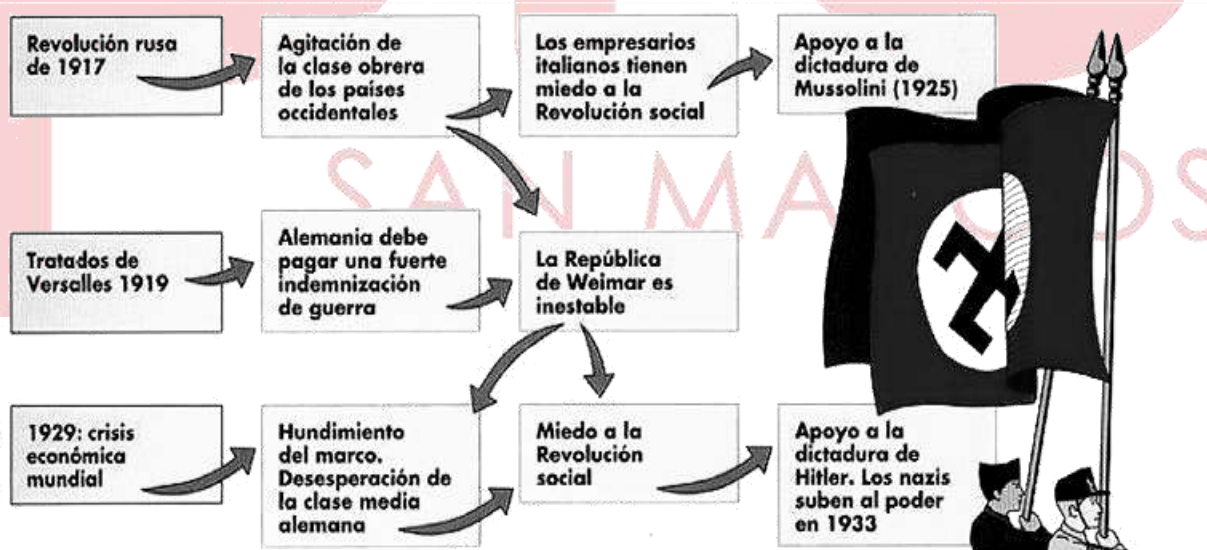 Revolución rusa
de 1917
Agitación de
la clase obrera
de los países
occidentales
Los empresarios
italianos tienen
miedo a la
Revolución social
Apoyo a la
dictadura de
Mussolini (1925)
SAN MARCOS
Tratados de
Versalles 1919
Alemania debe
pagar una fuerte
indemnización
de guerra
La República
de Weimar es
inestable
1929: crisis
económica
mundial
Hundimiento
del marco.
Desesperación de
la clase media
alemana
Miedo a la
Revolución
social
Apoyo a la
dictadura de
Hitler. Los nazis
suben al poder
en 1933